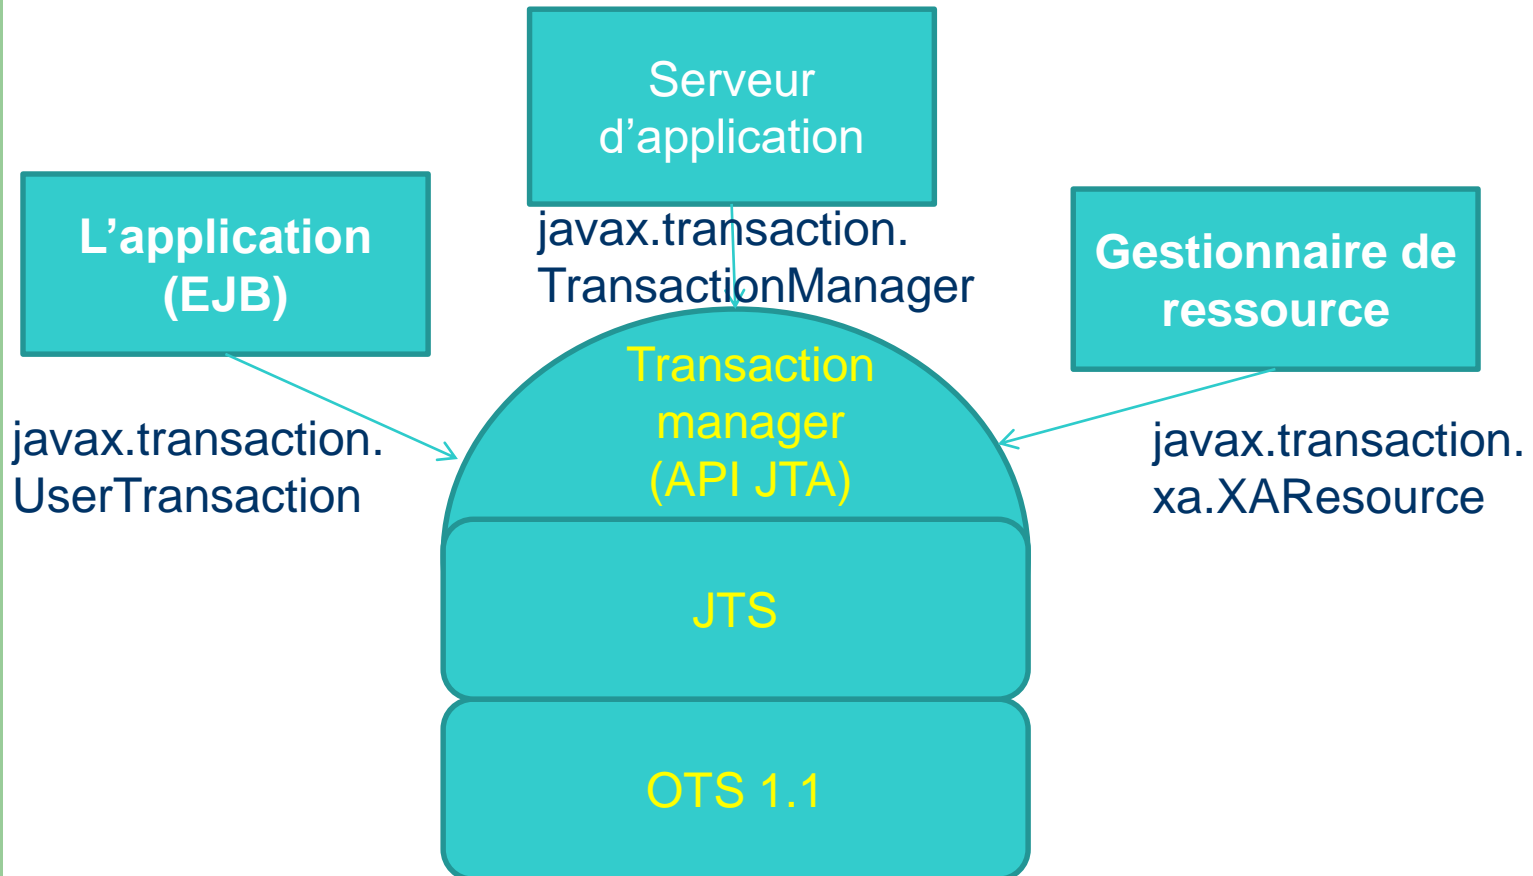 Serveur
d’application
L’application
(EJB)
javax.transaction.
TransactionManager
Gestionnaire de
ressource
javax.transaction.
UserTransaction
Transaction
manager
(API JTA)
javax.transaction.
xa.XAResource
JTS
OTS 1.1